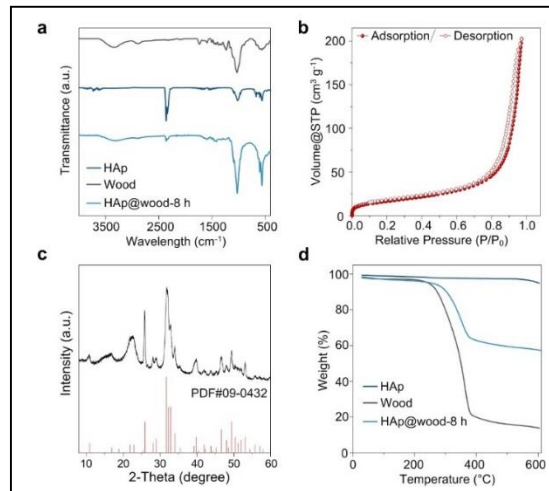 a
Transmittance (a.u.)
HAp
Wood
HAp@wood-8 h
3500 2500 1500 500
Wavelength (cm-1)
b
Adsorption/ Desorption
Volume@STP (cm3 g-1)
200
150
100
50
0
0.0 0.2 0.4 0.6 0.8 1.0
Relative Pressure (P/P0)
c
Intensity (a.u.)
PDF#09-0432
10 20 30 40 50 60
2-Theta (degree)
d
Weight (%)
100
80
60
40
20
0
HAp
Wood
HAp@wood-8 h
0 200 400 600
Temperature (°C)